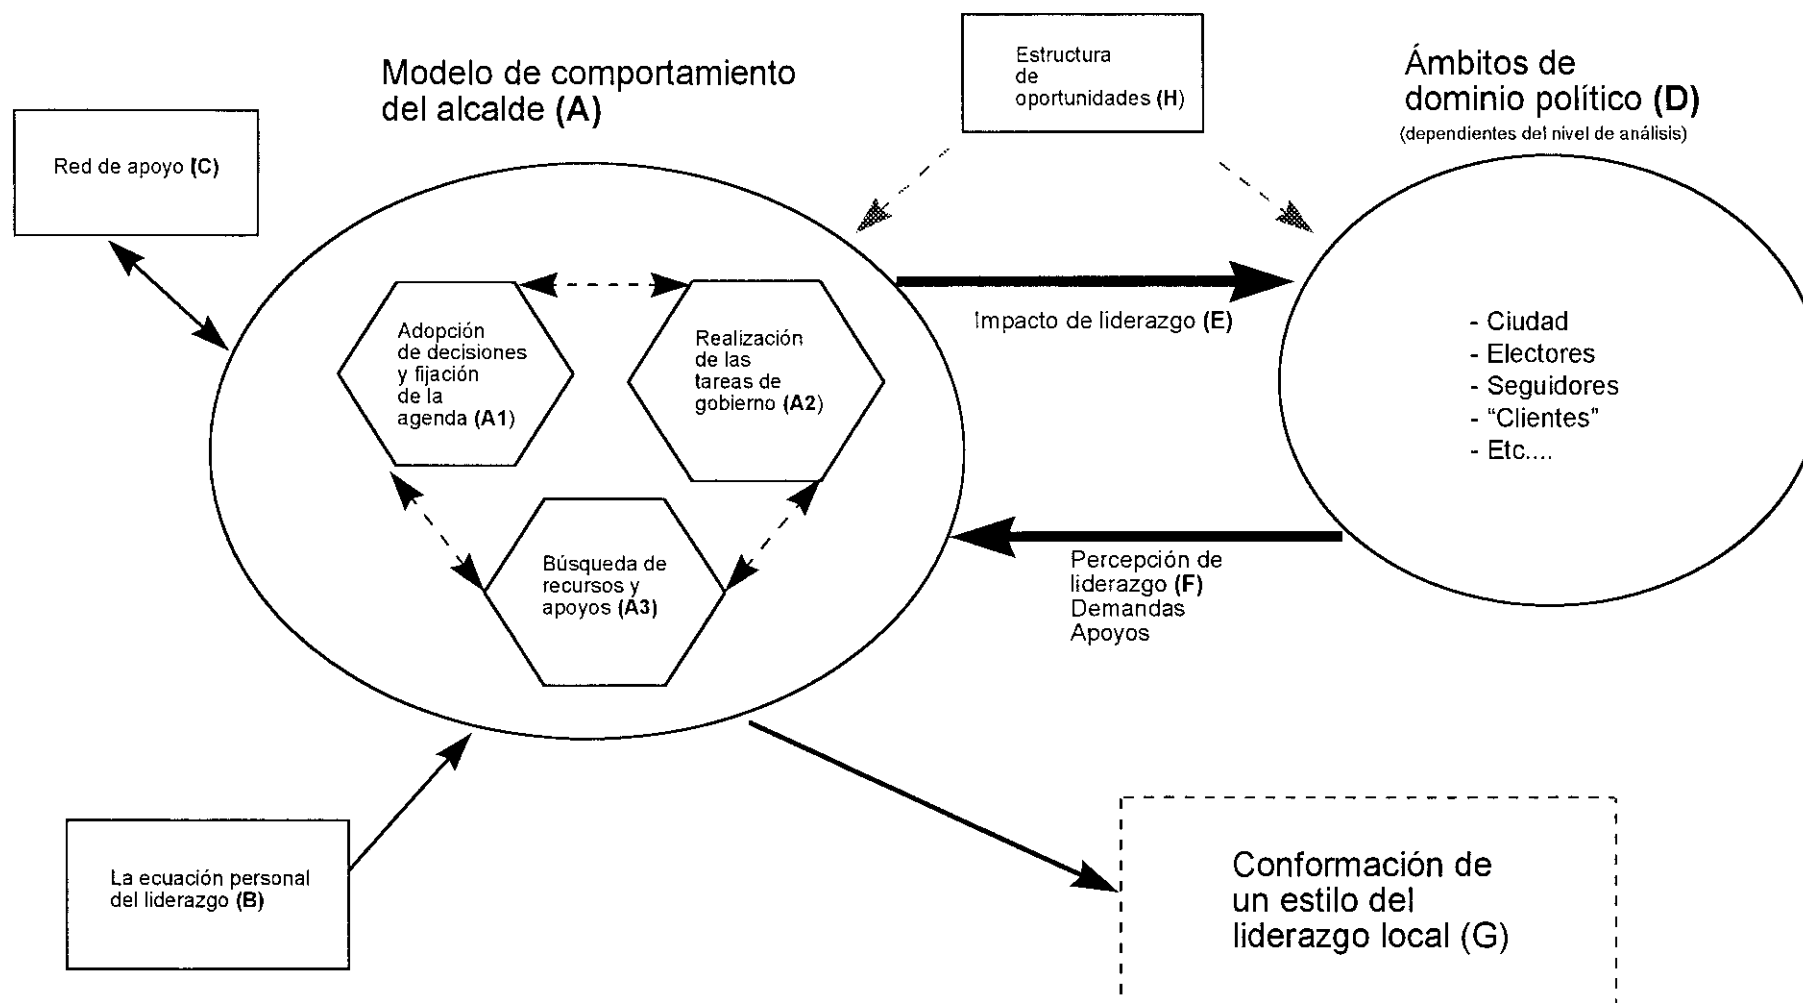 Modelo de comportamiento
del alcalde (A)
Estructura
de
oportunidades (H)
Ámbitos de
dominio político (D)
(dependientes del nivel de análisis)
Red de apoyo (C)
Adopción
de decisiones
y fijación
de la
agenda (A1)
Realización
de las
tareas de
gobierno (A2)
Búsqueda de
recursos y
apoyos (A3)
Impacto de liderazgo (E)
- Ciudad
- Electores
- Seguidores
- “Clientes”
- Etc....
Percepción de
liderazgo (F)
Demandas
Apoyos
La ecuación personal
del liderazgo (B)
Conformación de
un estilo del
liderazgo local (G)